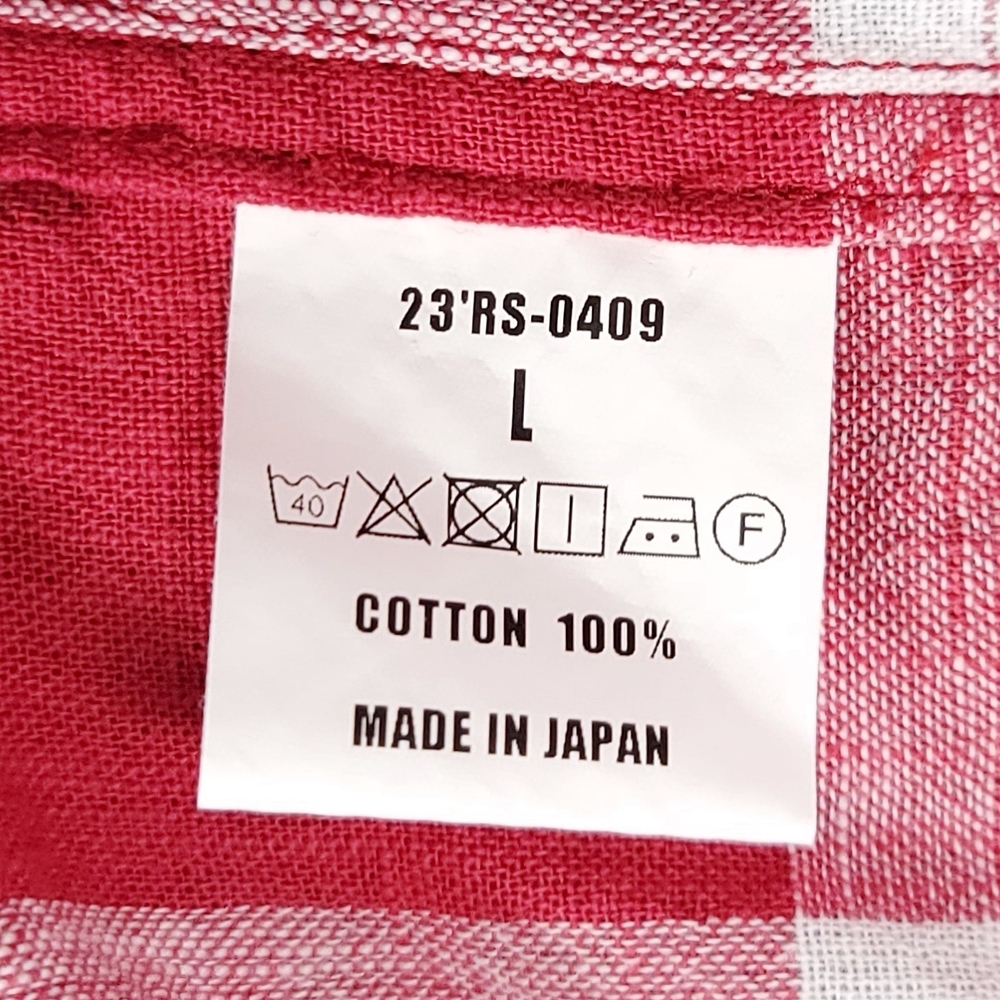 23'RS-0409
L
40 F
COTTON 100%
MADE IN JAPAN